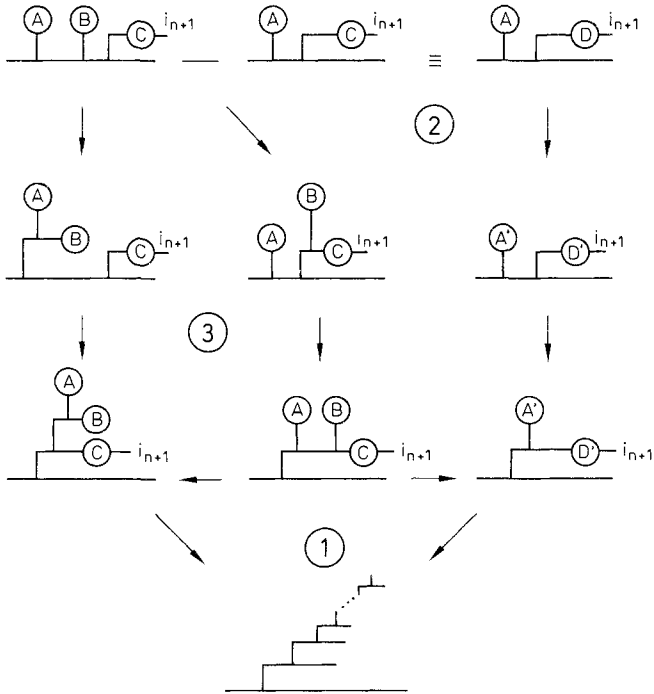 A B C i_{n+1} — A C i_{n+1} ≡ A D i_{n+1}
2
A B C i_{n+1} A B C i_{n+1} A' D' i_{n+1}
3
A B C i_{n+1} A B C i_{n+1} A' D' i_{n+1}
1